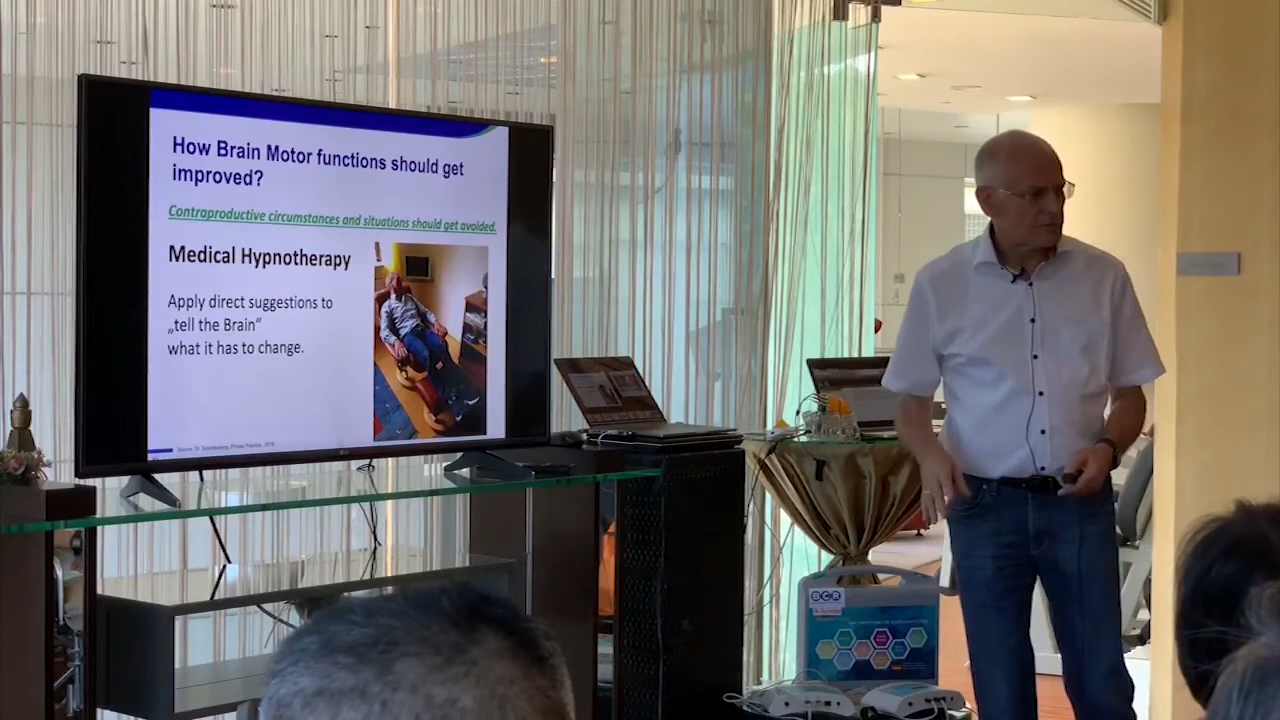 How Brain Motor functions should get
improved?
Contraproductive circumstances and situations should get avoided.
Medical Hypnotherapy
Apply direct suggestions to
„tell the Brain“
what it has to change.
BCR
LG